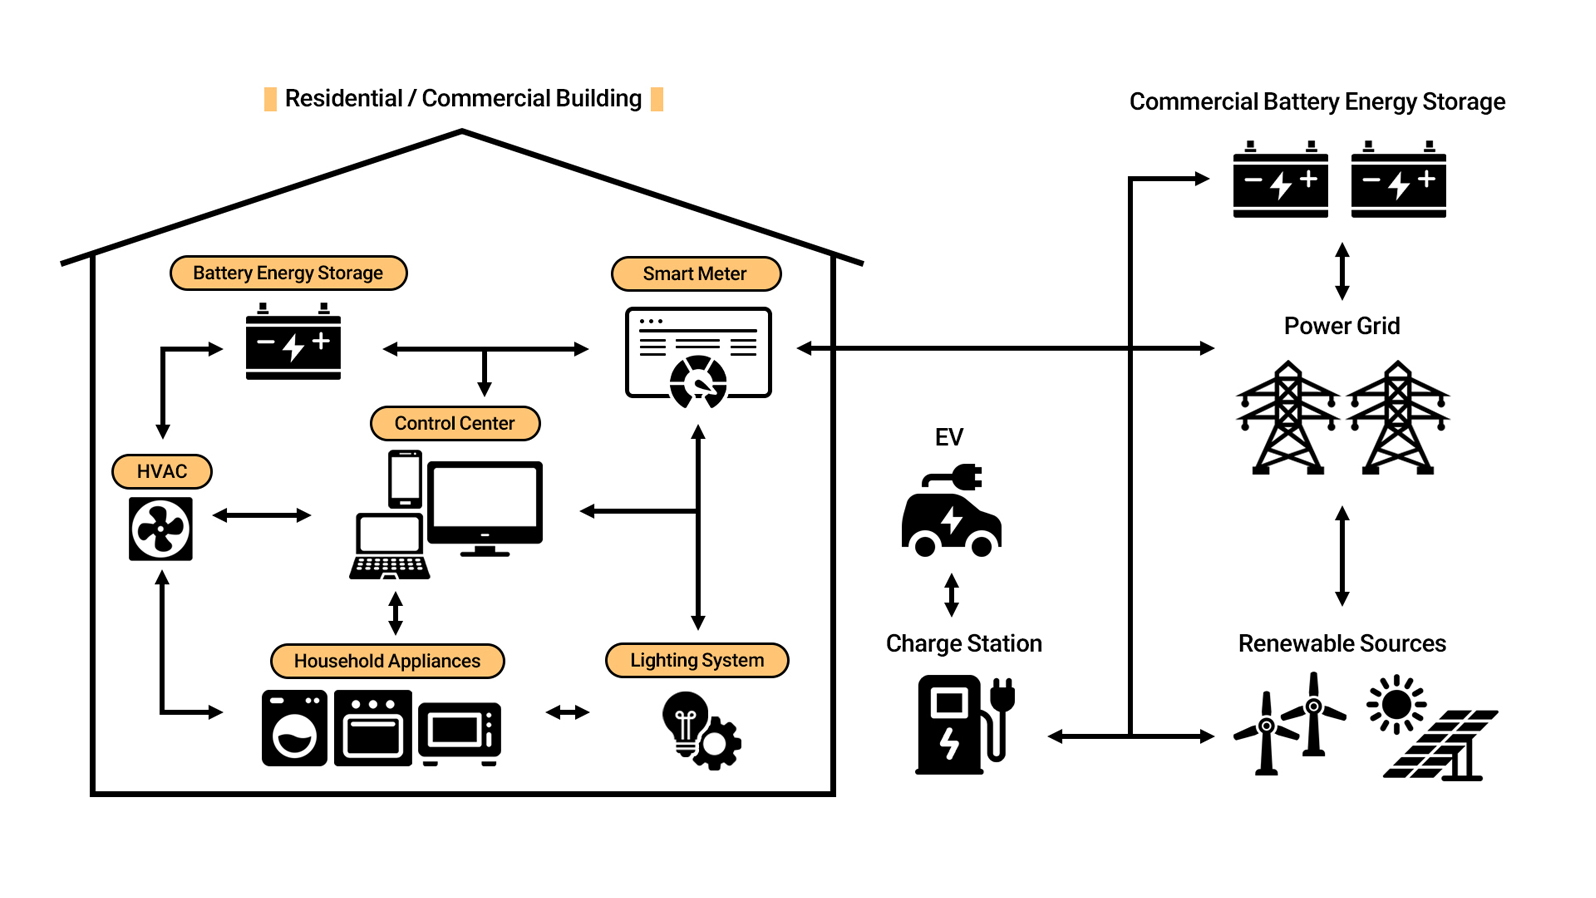 Residential / Commercial Building
Commercial Battery Energy Storage
Battery Energy Storage
Smart Meter
Power Grid
Control Center
EV
HVAC
Charge Station
Renewable Sources
Household Appliances
Lighting System